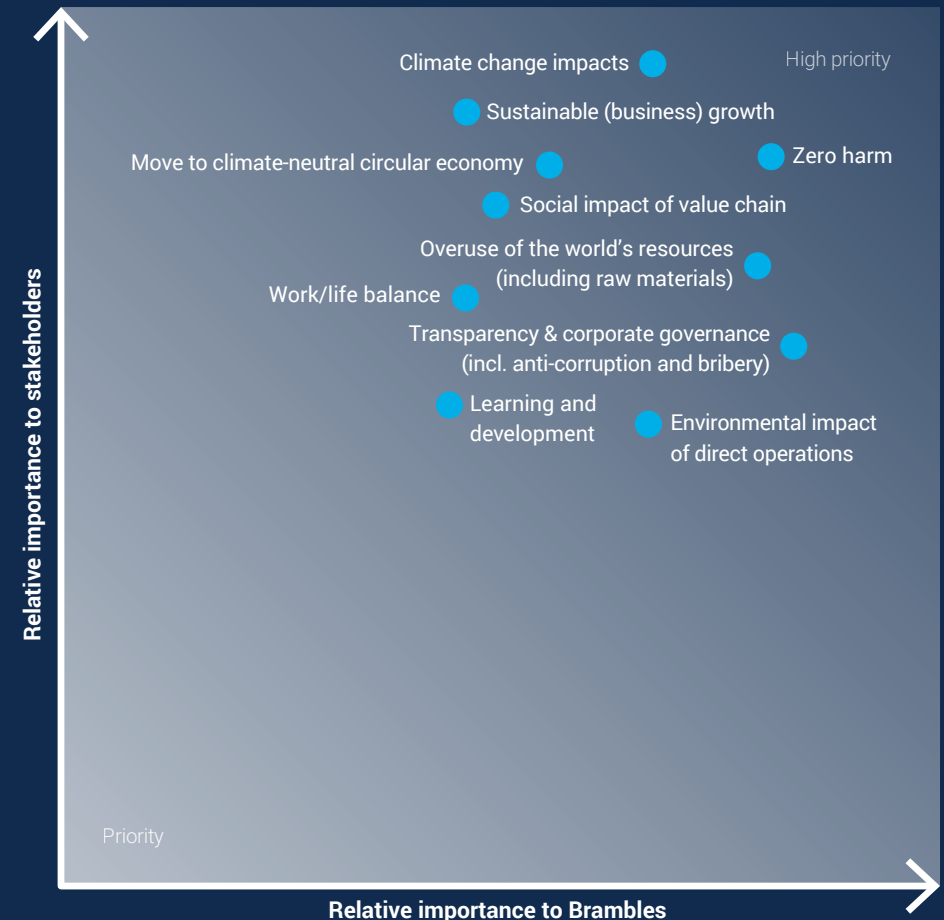 High priority
Climate change impacts
Sustainable (business) growth
Move to climate-neutral circular economy
Zero harm
Social impact of value chain
Overuse of the world’s resources
(including raw materials)
Work/life balance
Transparency & corporate governance
(incl. anti-corruption and bribery)
Learning and
development
Environmental impact
of direct operations
Relative importance to stakeholders
Priority
Relative importance to Brambles